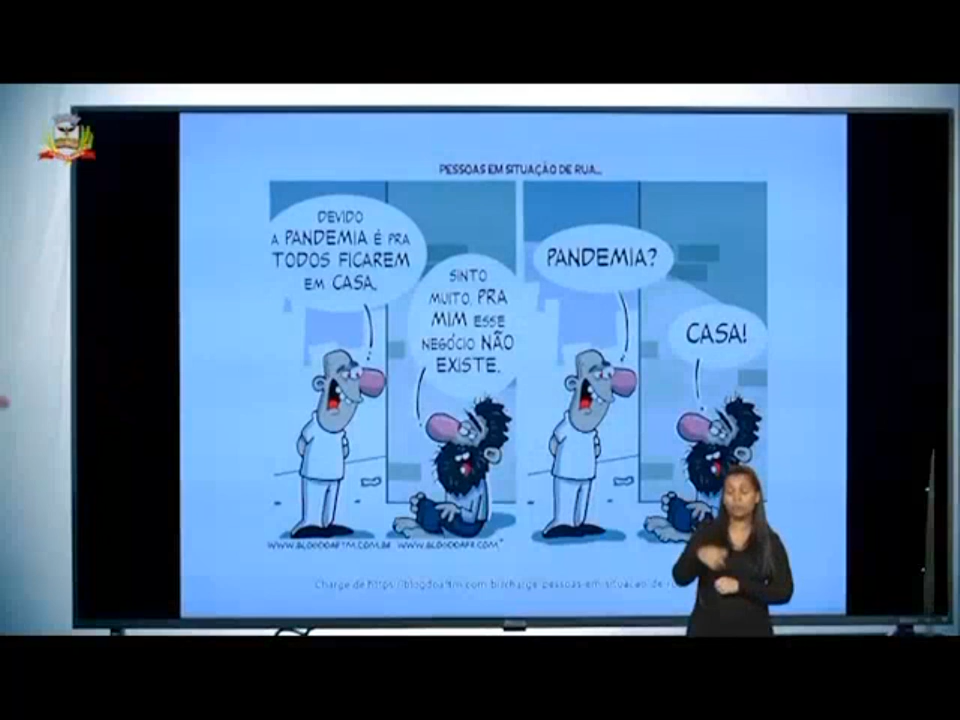 PESSOAS EM SITUAÇÃO DE RUA...
DEVIDO
A PANDEMIA É PRA
TODOS FICAREM
EM CASA.
SINTO
MUITO, PRA
MIM ESSE
NEGÓCIO NÃO
EXISTE.
PANDEMIA?
CASA!
WWW.BLOGDOAFTM.COM.BR WWW.BLOGDOAFR.COM
Charge de https://blogdoaftm.com.br/charge-pessoas-em-situacao-de